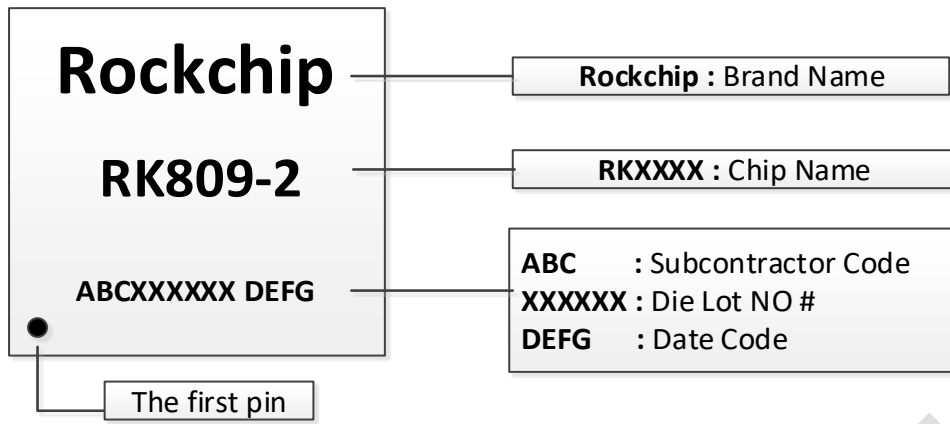 Rockchip
Rockchip : Brand Name
RK809-2
RKXXXX : Chip Name
ABCXXXXXX DEFG
ABC : Subcontractor Code
XXXXXX : Die Lot NO #
DEFG : Date Code
The first pin